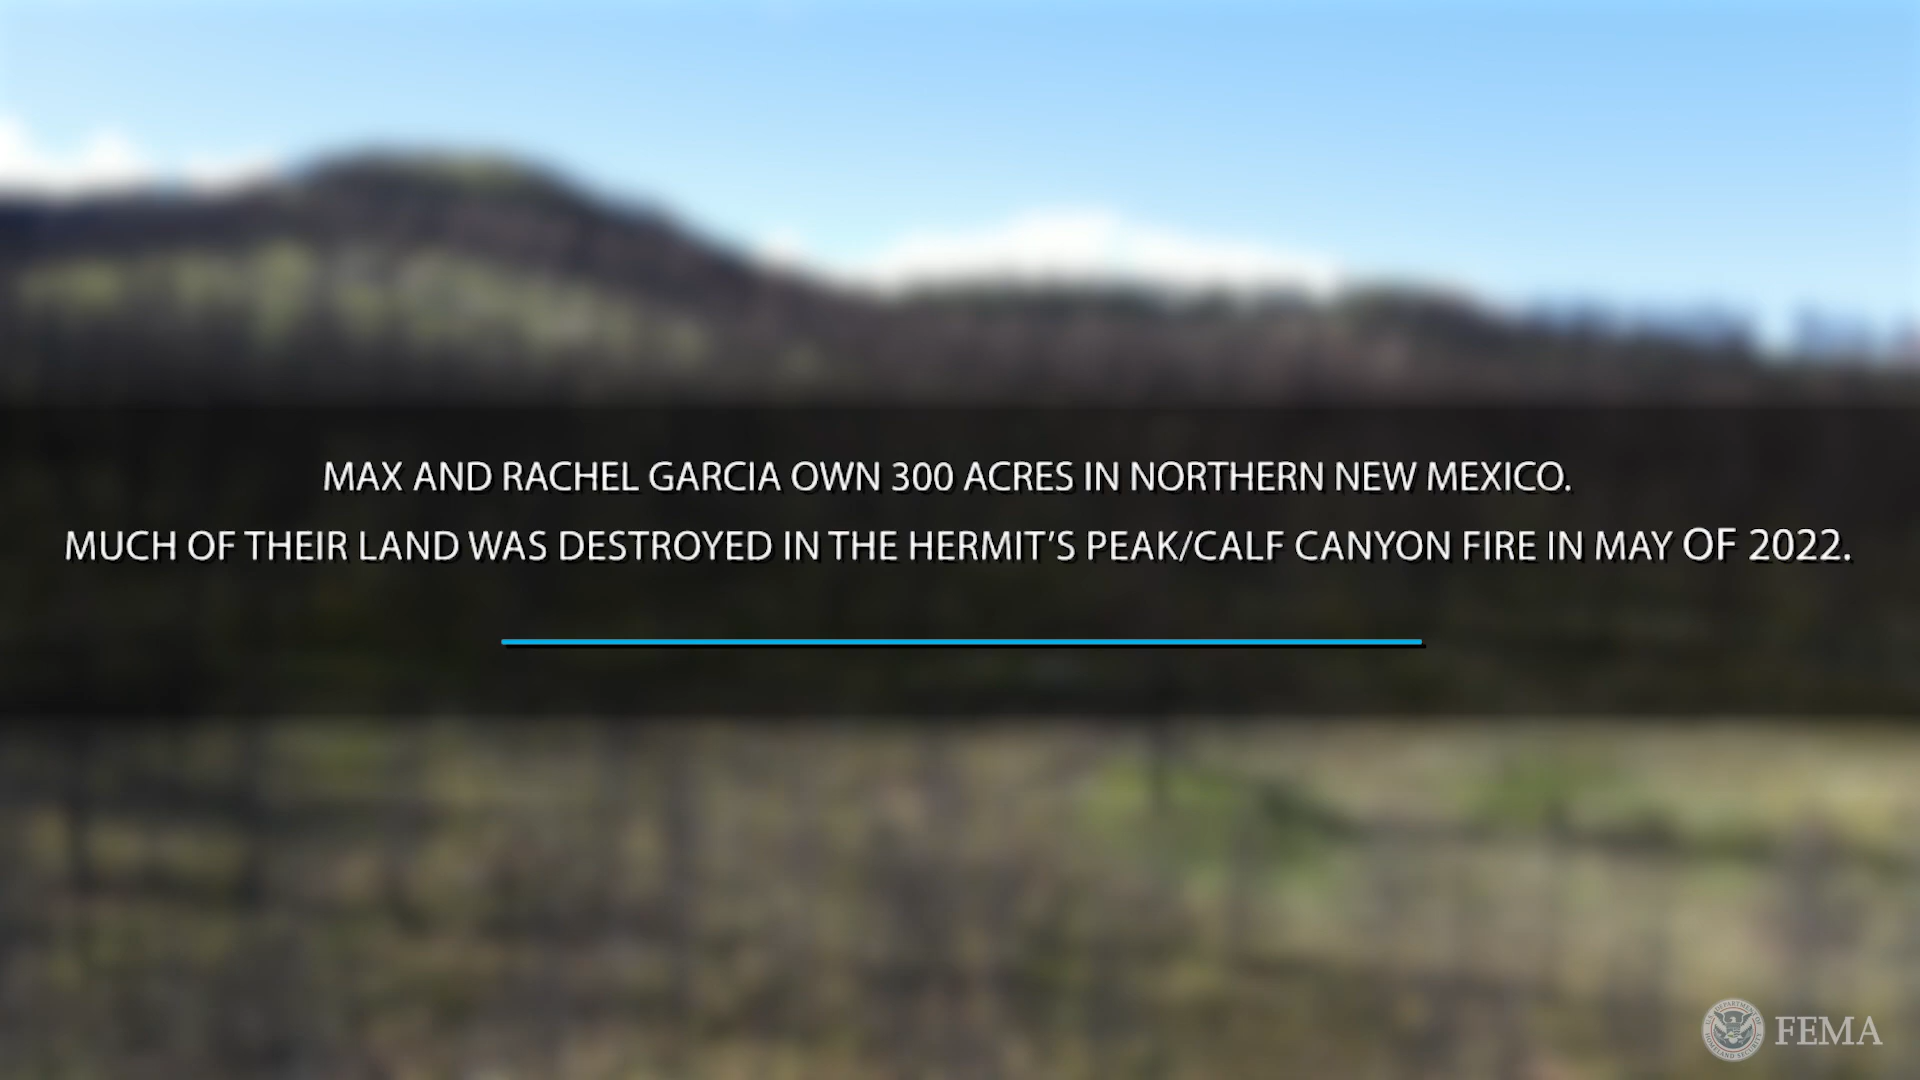 MAX AND RACHEL GARCIA OWN 300 ACRES IN NORTHERN NEW MEXICO.
MUCH OF THEIR LAND WAS DESTROYED IN THE HERMIT'S PEAK/CALF CANYON FIRE IN MAY OF 2022.
FEMA